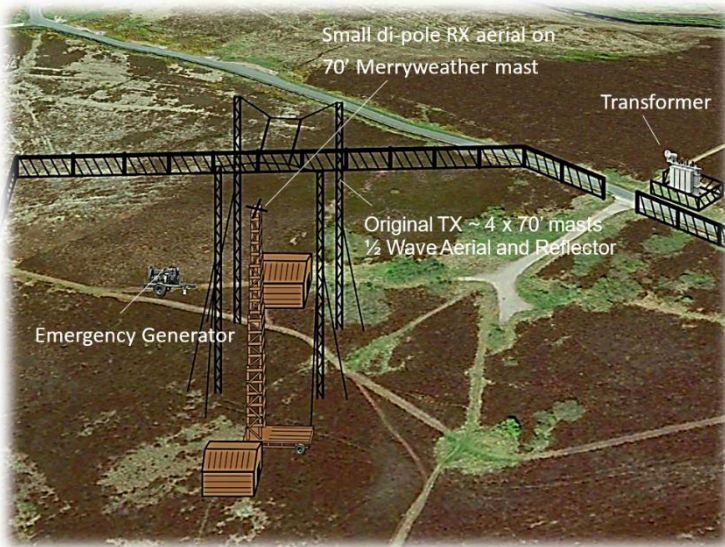 Small di-pole RX aerial on
70' Merryweather mast
Transformer
Original TX ~ 4 x 70' masts
½ Wave Aerial and Reflector
Emergency Generator